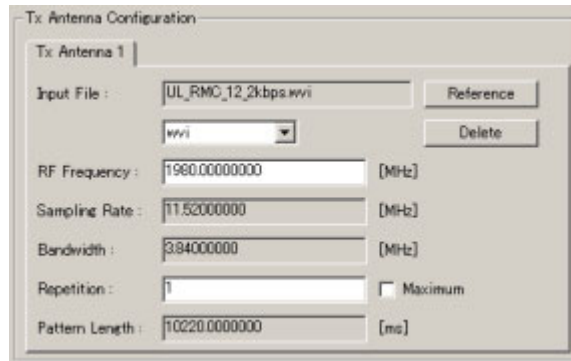 Tx Antenna Configuration
Tx Antenna 1
Input File : UL_RMC_12_2kbps.wvi Reference
wvi Delete
RF Frequency : 1980.00000000 [MHz]
Sampling Rate : 11.52000000 [MHz]
Bandwidth : 3.84000000 [MHz]
Repetition : 1 Maximum
Pattern Length : 10220.0000000 [ms]